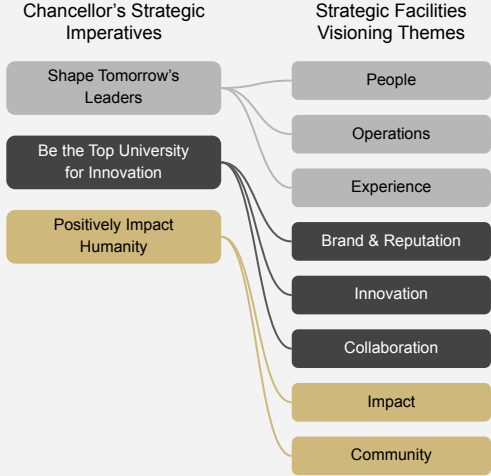 Chancellor’s Strategic
Imperatives
Strategic Facilities
Visioning Themes
Shape Tomorrow’s
Leaders
Be the Top University
for Innovation
Positively Impact
Humanity
People
Operations
Experience
Brand & Reputation
Innovation
Collaboration
Impact
Community